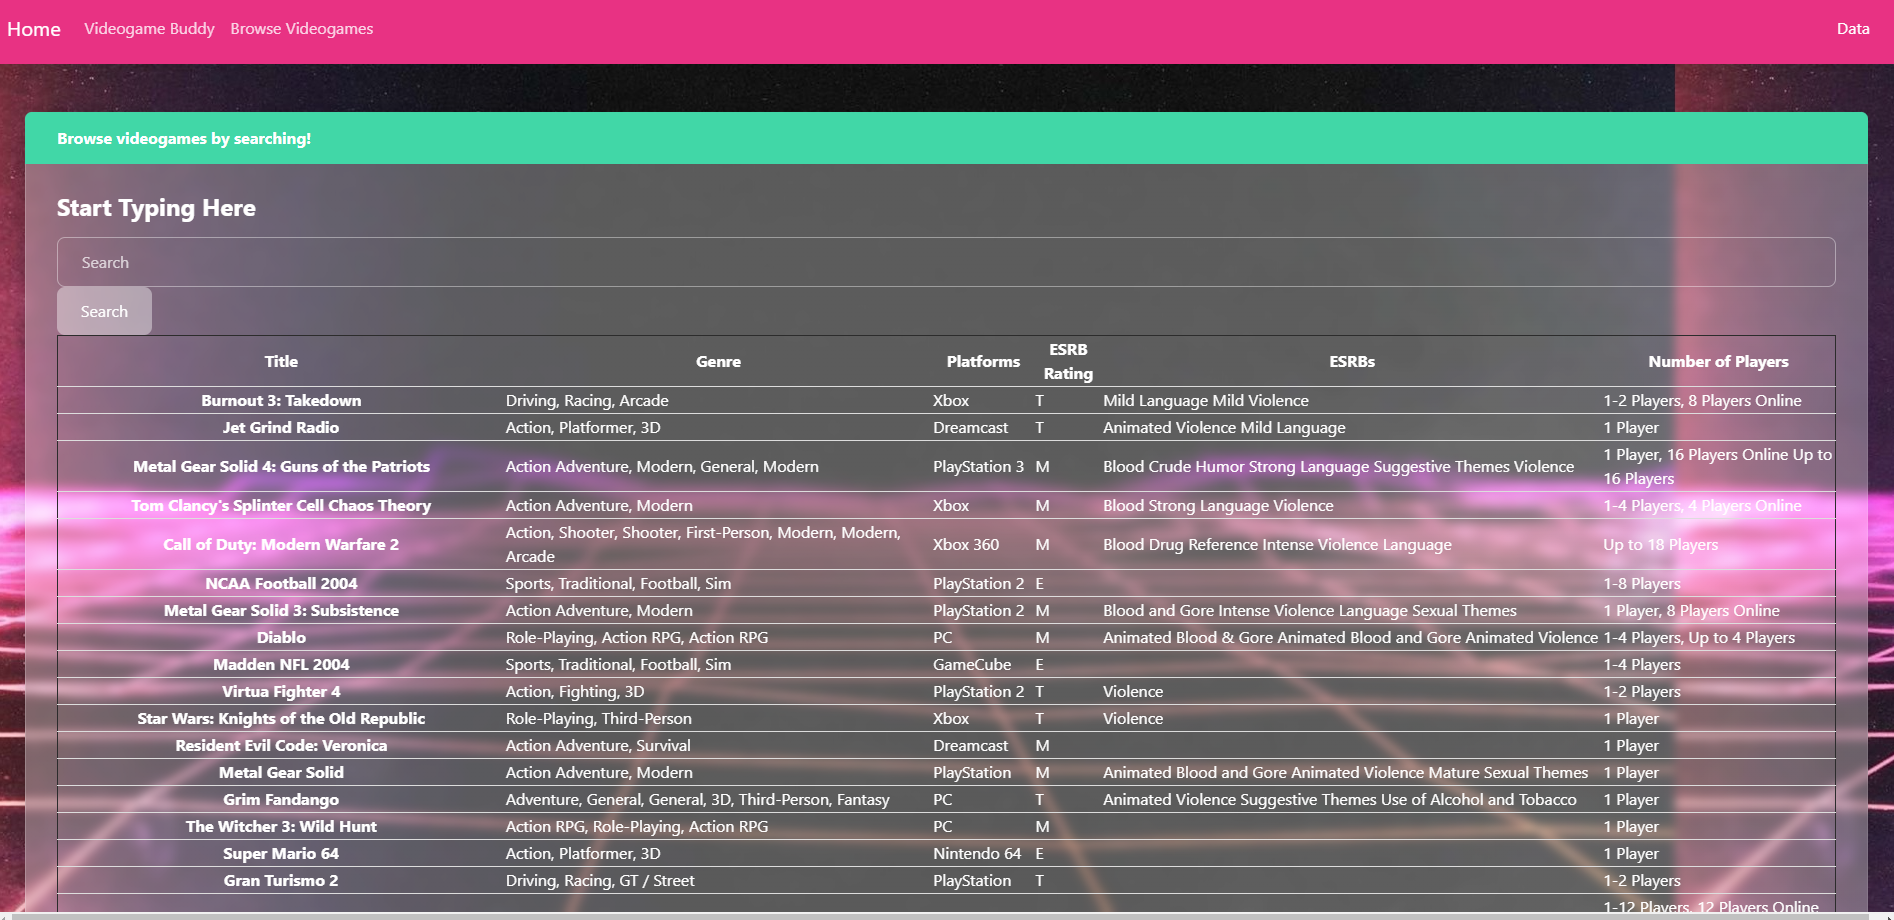 Home Videogame Buddy Browse Videogames Data
Browse videogames by searching!
Start Typing Here
Search
Search
Title Genre Platforms ESRB Rating ESRBs Number of Players
Burnout 3: Takedown Driving, Racing, Arcade Xbox T Mild Language Mild Violence 1-2 Players, 8 Players Online
Jet Grind Radio Action, Platformer, 3D Dreamcast T Animated Violence Mild Language 1 Player
Metal Gear Solid 4: Guns of the Patriots Action Adventure, Modern, General, Modern PlayStation 3 M Blood Crude Humor Strong Language Suggestive Themes Violence 1 Player, 16 Players Online Up to
16 Players
Tom Clancy's Splinter Cell Chaos Theory Action Adventure, Modern Xbox M Blood Strong Language Violence 1-4 Players, 4 Players Online
Call of Duty: Modern Warfare 2 Action, Shooter, Shooter, First-Person, Modern, Modern,
Arcade Xbox 360 M Blood Drug Reference Intense Violence Language Up to 18 Players
NCAA Football 2004 Sports, Traditional, Football, Sim PlayStation 2 E 1-8 Players
Metal Gear Solid 3: Subsistence Action Adventure, Modern PlayStation 2 M Blood and Gore Intense Violence Language Sexual Themes 1 Player, 8 Players Online
Diablo Role-Playing, Action RPG, Action RPG PC M Animated Blood & Gore Animated Blood and Gore Animated Violence 1-4 Players, Up to 4 Players
Madden NFL 2004 Sports, Traditional, Football, Sim GameCube E 1-4 Players
Virtua Fighter 4 Action, Fighting, 3D PlayStation 2 T Violence 1-2 Players
Star Wars: Knights of the Old Republic Role-Playing, Third-Person Xbox T Violence 1 Player
Resident Evil Code: Veronica Action Adventure, Survival Dreamcast M 1 Player
Metal Gear Solid Action Adventure, Modern PlayStation M Animated Blood and Gore Animated Violence Mature Sexual Themes 1 Player
Grim Fandango Adventure, General, General, 3D, Third-Person, Fantasy PC T Animated Violence Suggestive Themes Use of Alcohol and Tobacco 1 Player
The Witcher 3: Wild Hunt Action RPG, Role-Playing, Action RPG PC M 1 Player
Super Mario 64 Action, Platformer, 3D Nintendo 64 E 1 Player
Gran Turismo 2 Driving, Racing, GT / Street PlayStation T 1-2 Players
1-12 Players, 12 Players Online